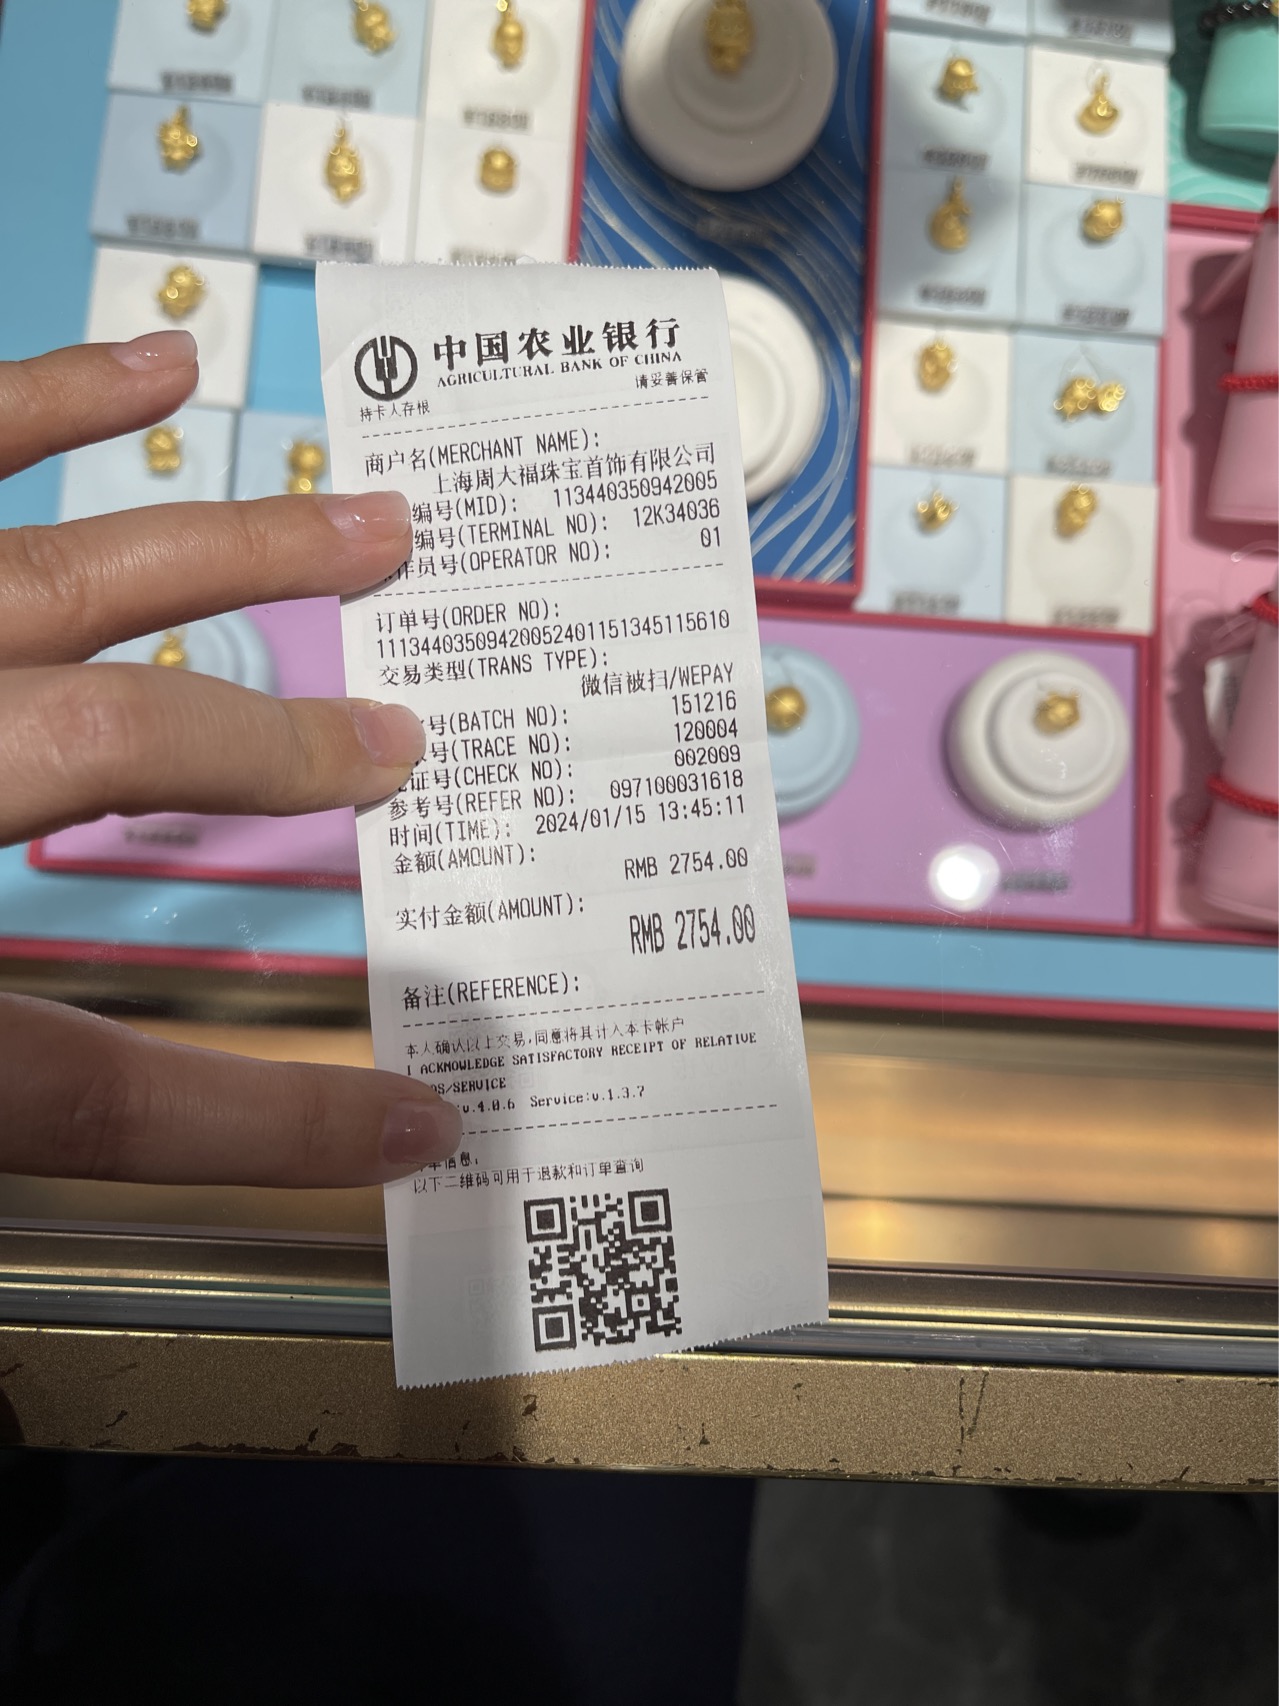 中国农业银行
AGRICULTURAL BANK OF CHINA
请妥善保管
持卡人存根
商户名(MERCHANT NAME):
上海周大福珠宝首饰有限公司
编号(MID): 113440350942005
编号(TERMINAL NO): 12K34036
作员号(OPERATOR NO): 01
订单号(ORDER NO):
11134403509420052401151345115610
交易类型(TRANS TYPE):
微信被扫/WEPAY
号(BATCH NO): 151216
号(TRACE NO): 120004
证号(CHECK NO): 002009
参考号(REFER NO): 097100031618
时间(TIME): 2024/01/15 13:45:11
金额(AMOUNT):
RMB 2754.00
实付金额(AMOUNT):
RMB 2754.00
备注(REFERENCE):
本人确认以上交易,同意将其计入本卡帐户
I ACKNOWLEDGE SATISFACTORY RECEIPT OF RELATIVE
DS/SERVICE
:v.4.0.6 Service:v.1.3.7
单信息:
以下二维码可用于退款和订单查询